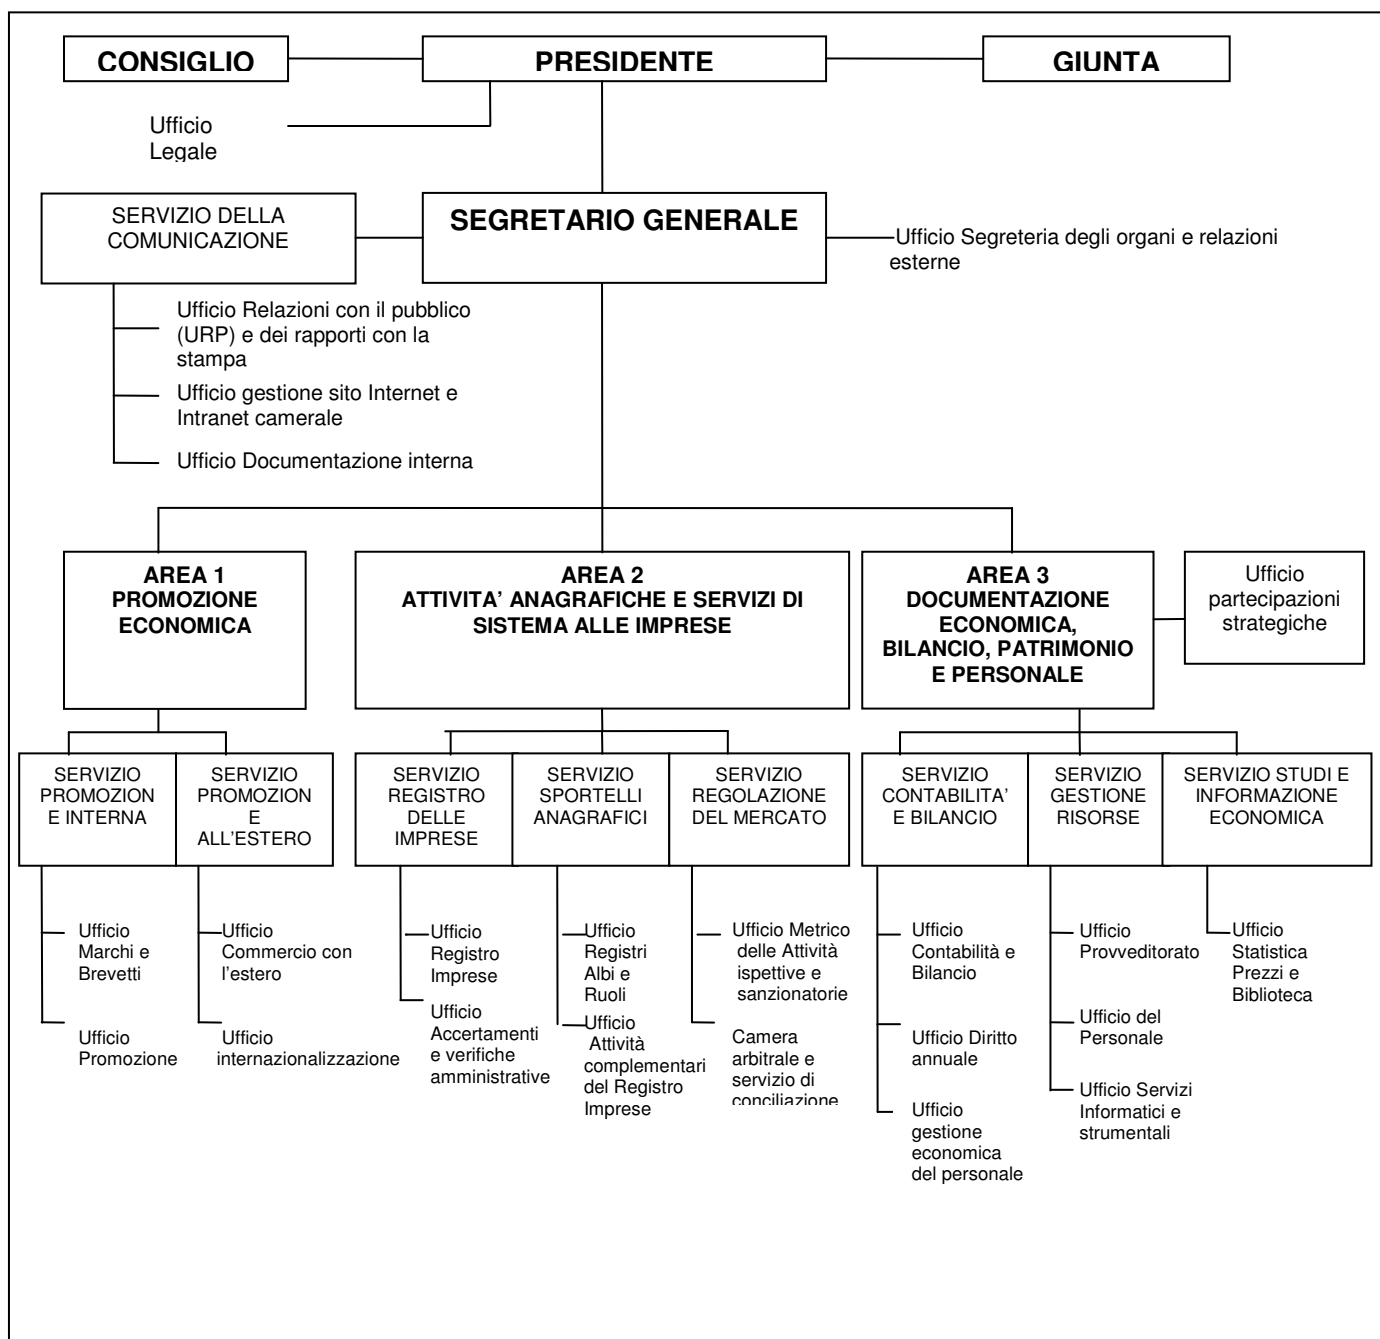 CONSIGLIO
PRESIDENTE
GIUNTA
Ufficio
Legale
SERVIZIO DELLA
COMUNICAZIONE
SEGRETARIO GENERALE
Ufficio Segreteria degli organi e relazioni
esterne
Ufficio Relazioni con il pubblico
(URP) e dei rapporti con la
stampa
Ufficio gestione sito Internet e
Intranet camerale
Ufficio Documentazione interna
AREA 1
PROMOZIONE
ECONOMICA
AREA 2
ATTIVITA’ ANAGRAFICHE E SERVIZI DI
SISTEMA ALLE IMPRESE
AREA 3
DOCUMENTAZIONE
ECONOMICA,
BILANCIO, PATRIMONIO
E PERSONALE
Ufficio
partecipazioni
strategiche
SERVIZIO
PROMOZION
E INTERNA
SERVIZIO
PROMOZION
E
ALL’ESTERO
SERVIZIO
REGISTRO
DELLE
IMPRESE
SERVIZIO
SPORTELLI
ANAGRAFICI
SERVIZIO
REGOLAZIONE
DEL MERCATO
SERVIZIO
CONTABILITA’
E BILANCIO
SERVIZIO
GESTIONE
RISORSE
SERVIZIO STUDI E
INFORMAZIONE
ECONOMICA
Ufficio
Marchi e
Brevetti
Ufficio
Promozione
Ufficio
Commercio con
l’estero
Ufficio
internazionalizzazione
Ufficio
Registro
Imprese
Ufficio
Accertamenti
e verifiche
amministrative
Ufficio
Registri
Albi e
Ruoli
Ufficio
Attività
complementari
del Registro
Imprese
Ufficio Metrico
delle Attività
ispettive e
sanzionatorie
Camera
arbitrale e
servizio di
conciliazione
Ufficio
Contabilità e
Bilancio
Ufficio Diritto
annuale
Ufficio
gestione
economica
del personale
Ufficio
Provveditorato
Ufficio del
Personale
Ufficio Servizi
Informatici e
strumentali
Ufficio
Statistica
Prezzi e
Biblioteca